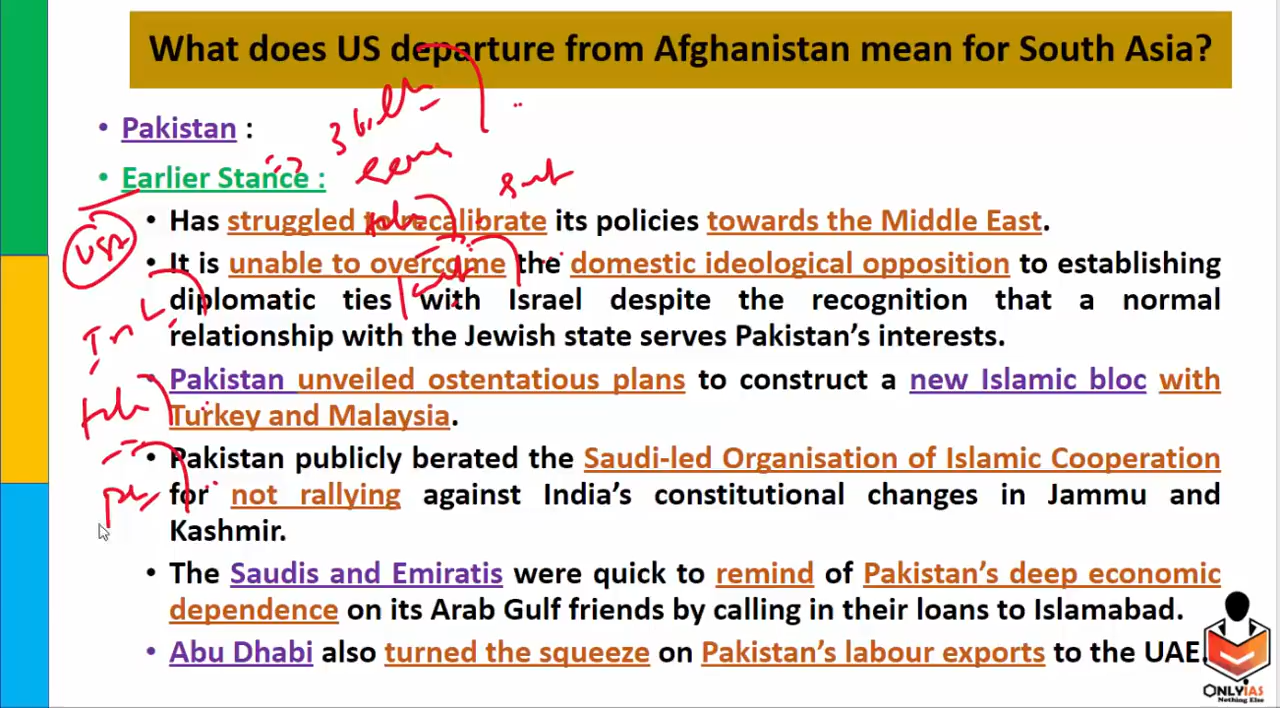 What does US departure from Afghanistan mean for South Asia?
• Pakistan :
• Earlier Stance :
• Has struggled to recalibrate its policies towards the Middle East.
• It is unable to overcome the domestic ideological opposition to establishing
diplomatic ties with Israel despite the recognition that a normal
relationship with the Jewish state serves Pakistan's interests.
• Pakistan unveiled ostentatious plans to construct a new Islamic bloc with
Turkey and Malaysia.
• Pakistan publicly berated the Saudi-led Organisation of Islamic Cooperation
for not rallying against India's constitutional changes in Jammu and
Kashmir.
• The Saudis and Emiratis were quick to remind of Pakistan's deep economic
dependence on its Arab Gulf friends by calling in their loans to Islamabad.
• Abu Dhabi also turned the squeeze on Pakistan's labour exports to the UAE.
ONLYIAS
Nothing Else